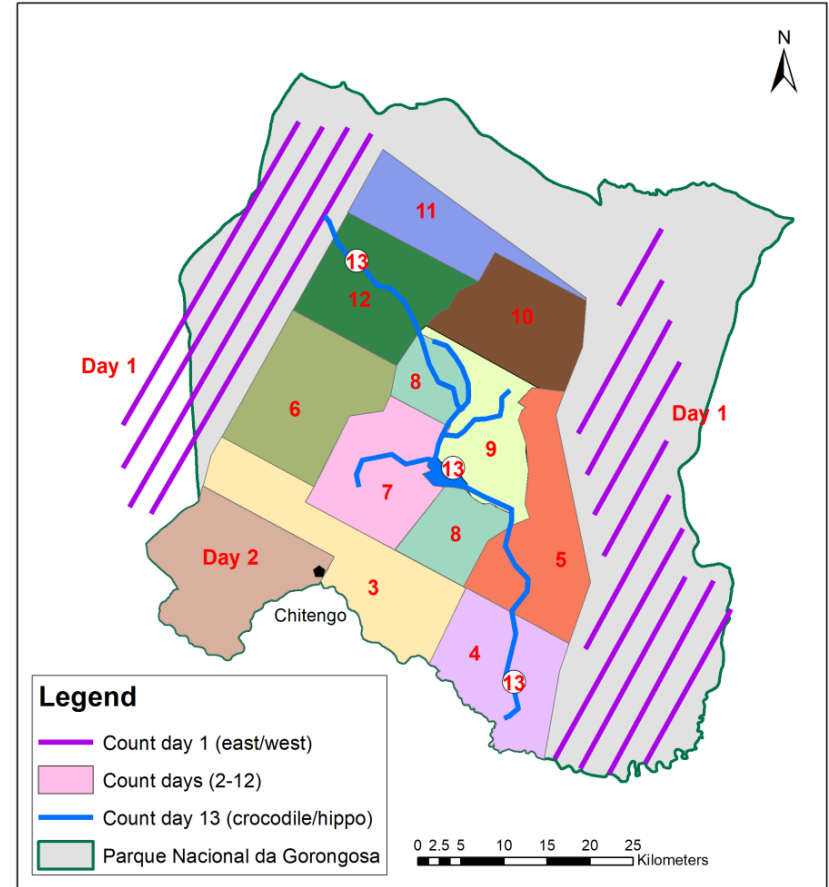 N
11
13
12
10
Day 1
8
6
Day 1
9
13
7
8
Day 2
5
3
Chitengo
4
13
Legend
Count day 1 (east/west)
Count days (2-12)
Count day 13 (crocodile/hippo)
Parque Nacional da Gorongosa
0 2.5 5 10 15 20 25
Kilometers